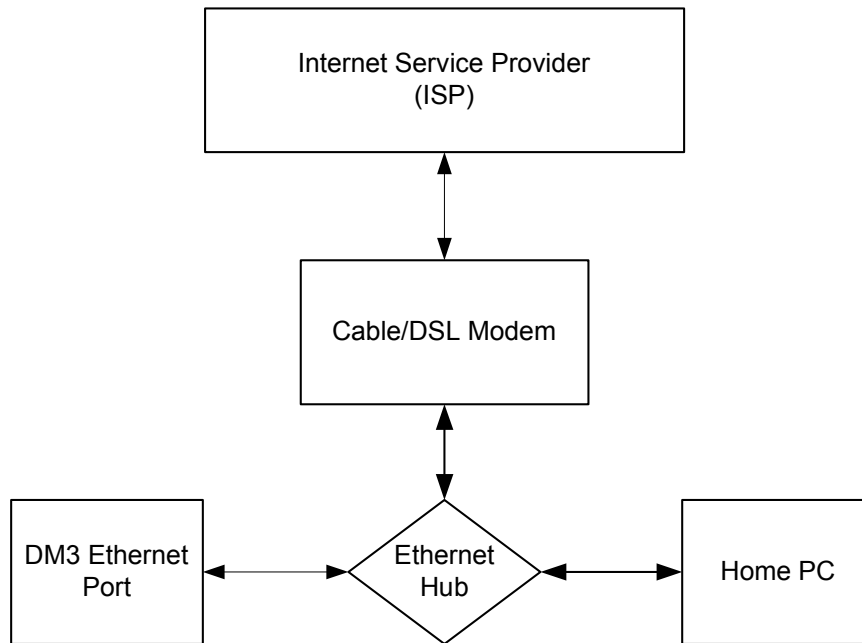 Internet Service Provider
(ISP)
Cable/DSL Modem
DM3 Ethernet
Port
Ethernet
Hub
Home PC